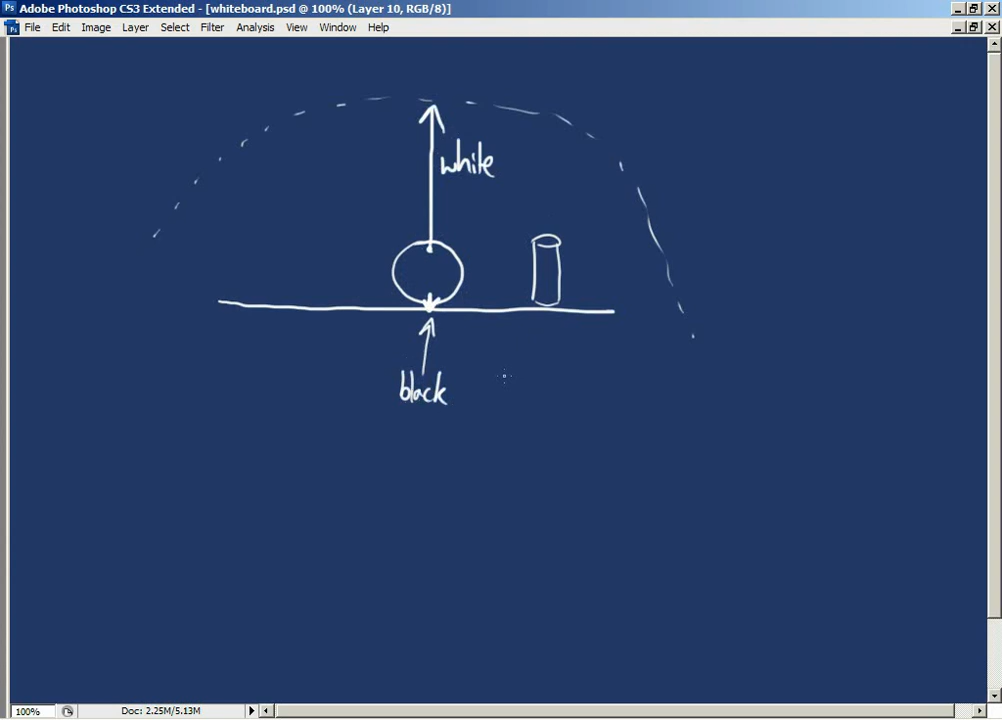 Adobe Photoshop CS3 Extended - [whiteboard.psd @ 100% (Layer 10, RGB/8)]
File Edit Image Layer Select Filter Analysis View Window Help
white
black
100% Doc: 2.25M/5.13M